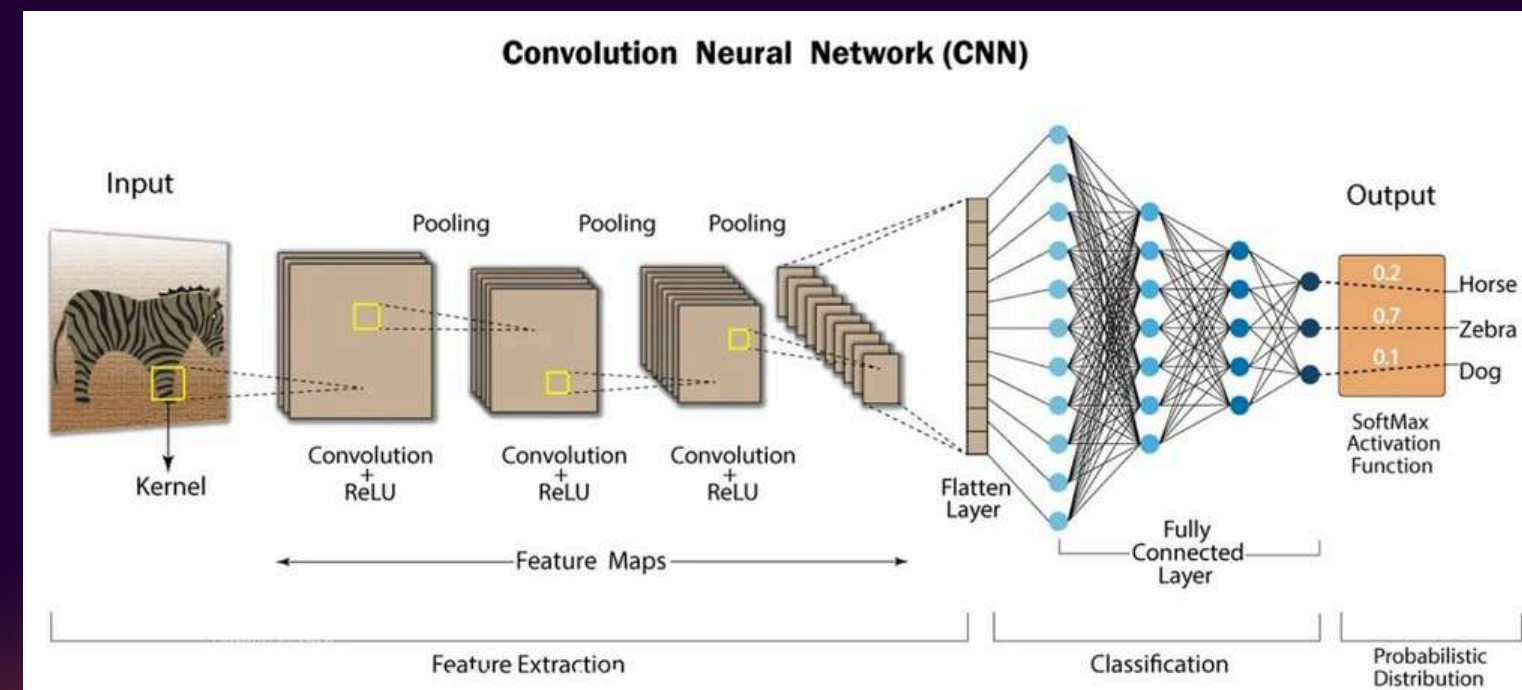 Convolution Neural Network (CNN)
Input
Pooling
Pooling
Pooling
Output
0.2
Horse
0.7
Zebra
0.1
Dog
Kernel
Convolution
+
ReLU
Convolution
+
ReLU
Convolution
+
ReLU
Flatten
Layer
SoftMax
Activation
Function
Feature Maps
Fully
Connected
Layer
Feature Extraction
Classification
Probabilistic
Distribution